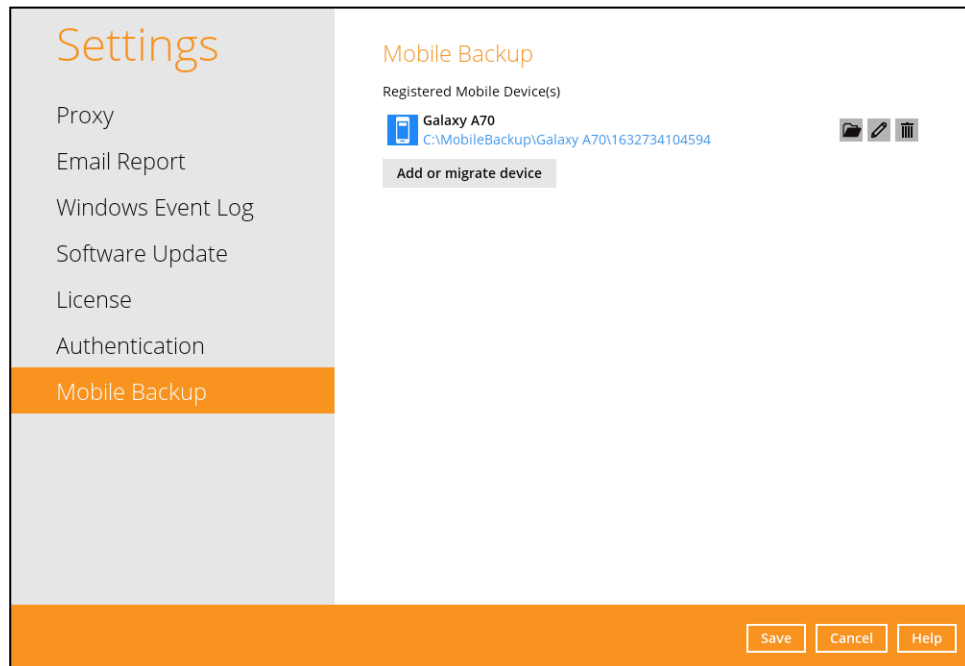 Settings
Proxy
Email Report
Windows Event Log
Software Update
License
Authentication
Mobile Backup
Mobile Backup
Registered Mobile Device(s)
Galaxy A70
C:\MobileBackup\Galaxy A70\1632734104594
Add or migrate device
Save
Cancel
Help